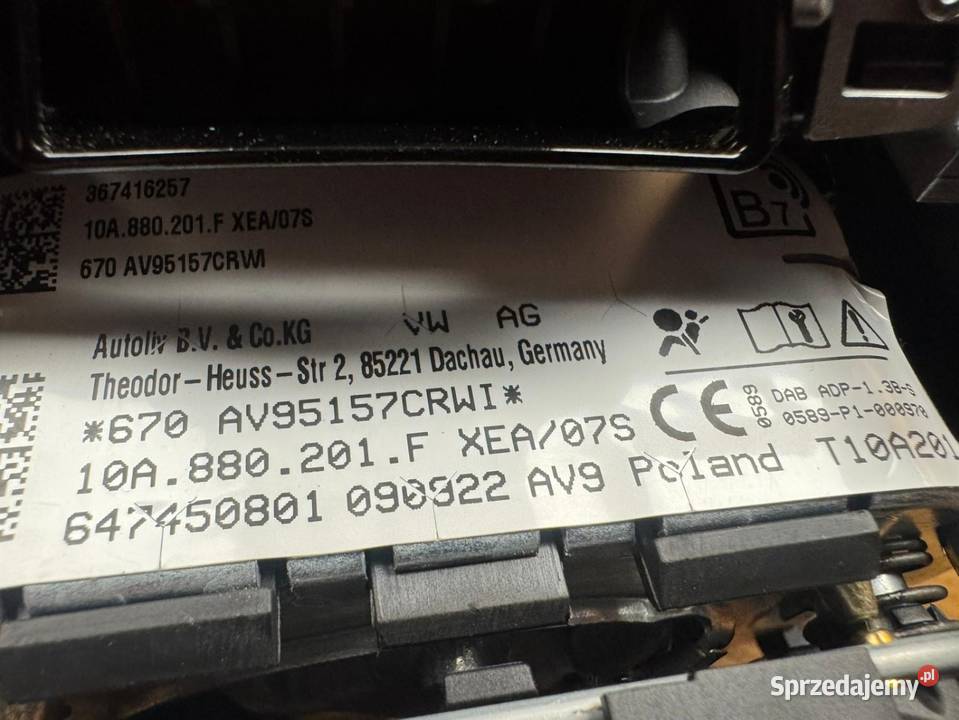 367416257
10A.880.201.F XEA/07S
670 AV95157CRWI
B7
Autoliv B.V. & Co.KG
VW AG
Theodor-Heuss-Str 2, 85221 Dachau, Germany
*670 AV95157CRWI*
10A.880.201.F XEA/07S
CE
0589
DAB ADP-1.3B-
0589-P1-000970
647450801 090922 AV9 Poland T10A201
Sprzedajemy.pl